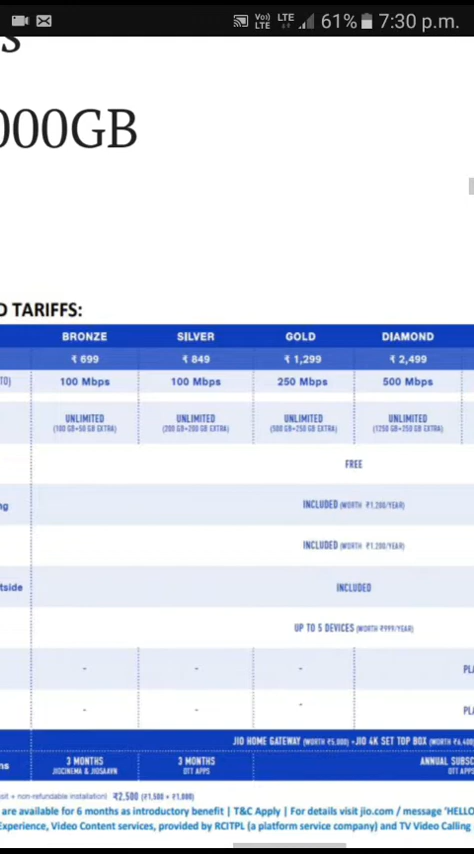 Vo)) LTE LTE 61% 7:30 p.m.
s
000GB
D TARIFFS:
BRONZE SILVER GOLD DIAMOND
₹ 699 ₹ 849 ₹ 1,299 ₹ 2,499
TO) 100 Mbps 100 Mbps 250 Mbps 500 Mbps
UNLIMITED UNLIMITED UNLIMITED UNLIMITED
(100 GB+50 GB EXTRA) (200 GB+200 GB EXTRA) (500 GB+250 GB EXTRA) (1250 GB+250 GB EXTRA)
FREE
ng INCLUDED (WORTH ₹1,200/YEAR)
INCLUDED (WORTH ₹1,200/YEAR)
tside INCLUDED
UP TO 5 DEVICES (WORTH ₹999/YEAR)
- - - PLA
- - - PLA
JIO HOME GATEWAY (WORTH ₹5,000) + JIO 4K SET TOP BOX (WORTH ₹6,400
ns 3 MONTHS 3 MONTHS ANNUAL SUBSC
JIOCINEMA & JIOSAAVN OTT APPS OTT APPS
sit + non-refundable installation) ₹2,500 (₹1,500 + ₹1,000)
are available for 6 months as introductory benefit | T&C Apply | For details visit jio.com / message 'HELLO
Experience, Video Content services, provided by RCITPL (a platform service company) and TV Video Calling